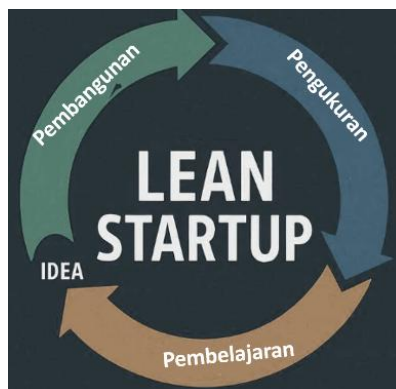 Pembangunan
Pengukuran
LEAN
STARTUP
IDEA
Pembelajaran